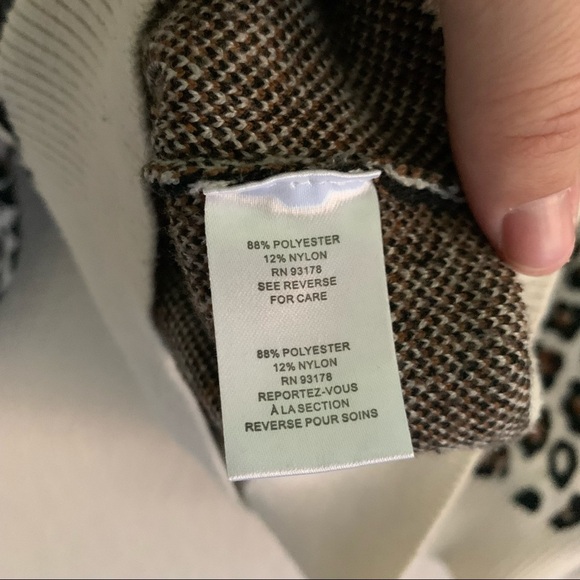 88% POLYESTER
12% NYLON
RN 93178
SEE REVERSE
FOR CARE
88% POLYESTER
12% NYLON
RN 93178
REPORTEZ-VOUS
À LA SECTION
REVERSE POUR SOINS